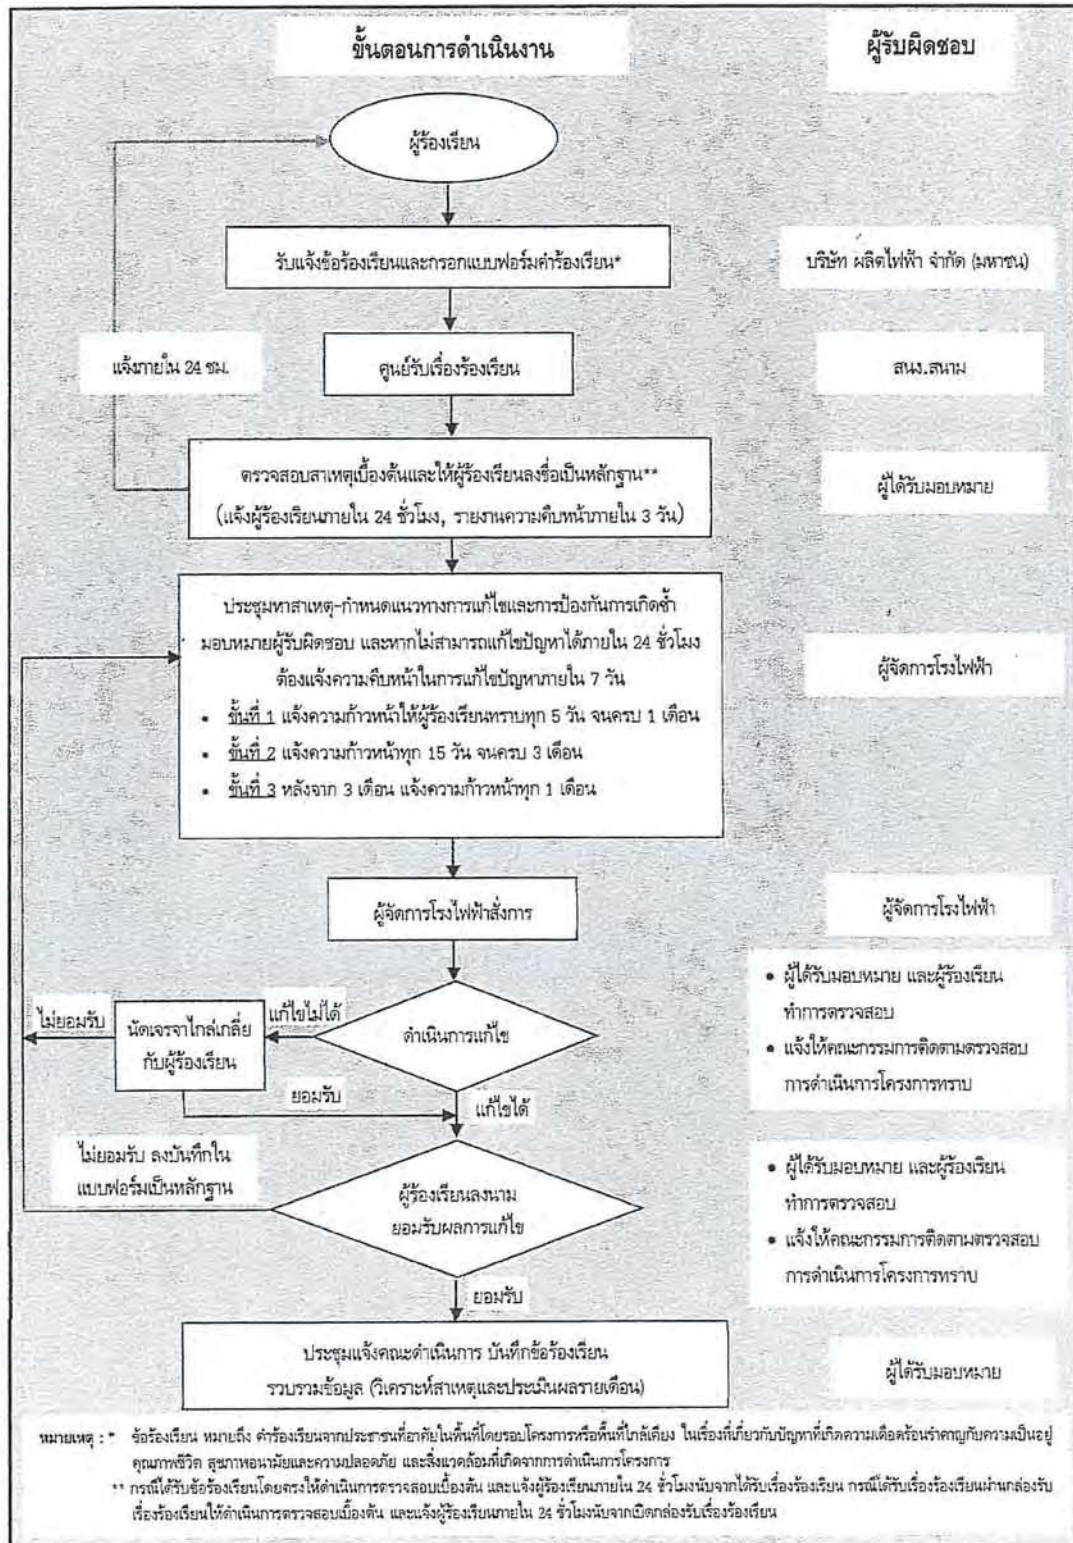 ขั้นตอนการดำเนินงาน
ผู้รับผิดชอบ
ผู้ร้องเรียน
รับแจ้งข้อร้องเรียนและกรอกแบบฟอร์มคำร้องเรียน*
บริษัท ผลิตไฟฟ้า จำกัด (มหาชน)
แจ้งภายใน 24 ชม.
ศูนย์รับเรื่องร้องเรียน
สนง.สนาม
ตรวจสอบสาเหตุเบื้องต้นและให้ผู้ร้องเรียนลงชื่อเป็นหลักฐาน**
(แจ้งผู้ร้องเรียนภายใน 24 ชั่วโมง, รายงานความคืบหน้าภายใน 3 วัน)
ผู้ได้รับมอบหมาย
ประชุมหาสาเหตุ-กำหนดแนวทางการแก้ไขและการป้องกันการเกิดซ้ำ
มอบหมายผู้รับผิดชอบ และหากไม่สามารถแก้ไขปัญหาได้ภายใน 24 ชั่วโมง
ต้องแจ้งความคืบหน้าในการแก้ไขปัญหาภายใน 7 วัน
• ขั้นที่ 1 แจ้งความก้าวหน้าให้ผู้ร้องเรียนทราบทุก 5 วัน จนครบ 1 เดือน
• ขั้นที่ 2 แจ้งความก้าวหน้าทุก 15 วัน จนครบ 3 เดือน
• ขั้นที่ 3 หลังจาก 3 เดือน แจ้งความก้าวหน้าทุก 1 เดือน
ผู้จัดการโรงไฟฟ้า
ผู้จัดการโรงไฟฟ้าสั่งการ
ผู้จัดการโรงไฟฟ้า
ไม่ยอมรับ
นัดเจรจาไกล่เกลี่ย
กับผู้ร้องเรียน
แก้ไขไม่ได้
ดำเนินการแก้ไข
• ผู้ได้รับมอบหมาย และผู้ร้องเรียน
ทำการตรวจสอบ
• แจ้งให้คณะกรรมการติดตามตรวจสอบ
การดำเนินการโครงการทราบ
ยอมรับ
แก้ไขได้
ไม่ยอมรับ ลงบันทึกใน
แบบฟอร์มเป็นหลักฐาน
ผู้ร้องเรียนลงนาม
ยอมรับผลการแก้ไข
• ผู้ได้รับมอบหมาย และผู้ร้องเรียน
ทำการตรวจสอบ
• แจ้งให้คณะกรรมการติดตามตรวจสอบ
การดำเนินการโครงการทราบ
ยอมรับ
ประชุมแจ้งคณะดำเนินการ บันทึกข้อร้องเรียน
รวบรวมข้อมูล (วิเคราะห์สาเหตุและประเมินผลรายเดือน)
ผู้ได้รับมอบหมาย
หมายเหตุ : * ข้อร้องเรียน หมายถึง คำร้องเรียนจากประชาชนที่อาศัยในพื้นที่โดยรอบโครงการหรือพื้นที่ใกล้เคียง ในเรื่องที่เกี่ยวกับปัญหาที่เกิดความเดือดร้อนรำคาญกับความเป็นอยู่
คุณภาพชีวิต สุขภาพอนามัยและความปลอดภัย และสิ่งแวดล้อมที่เกิดจากการดำเนินการโครงการ
** กรณีได้รับข้อร้องเรียนโดยตรงให้ดำเนินการตรวจสอบเบื้องต้น และแจ้งผู้ร้องเรียนภายใน 24 ชั่วโมงนับจากได้รับเรื่องร้องเรียน กรณีได้รับเรื่องร้องเรียนผ่านกล่องรับ
เรื่องร้องเรียนให้ดำเนินการตรวจสอบเบื้องต้น และแจ้งผู้ร้องเรียนภายใน 24 ชั่วโมงนับจากเปิดกล่องรับเรื่องร้องเรียน